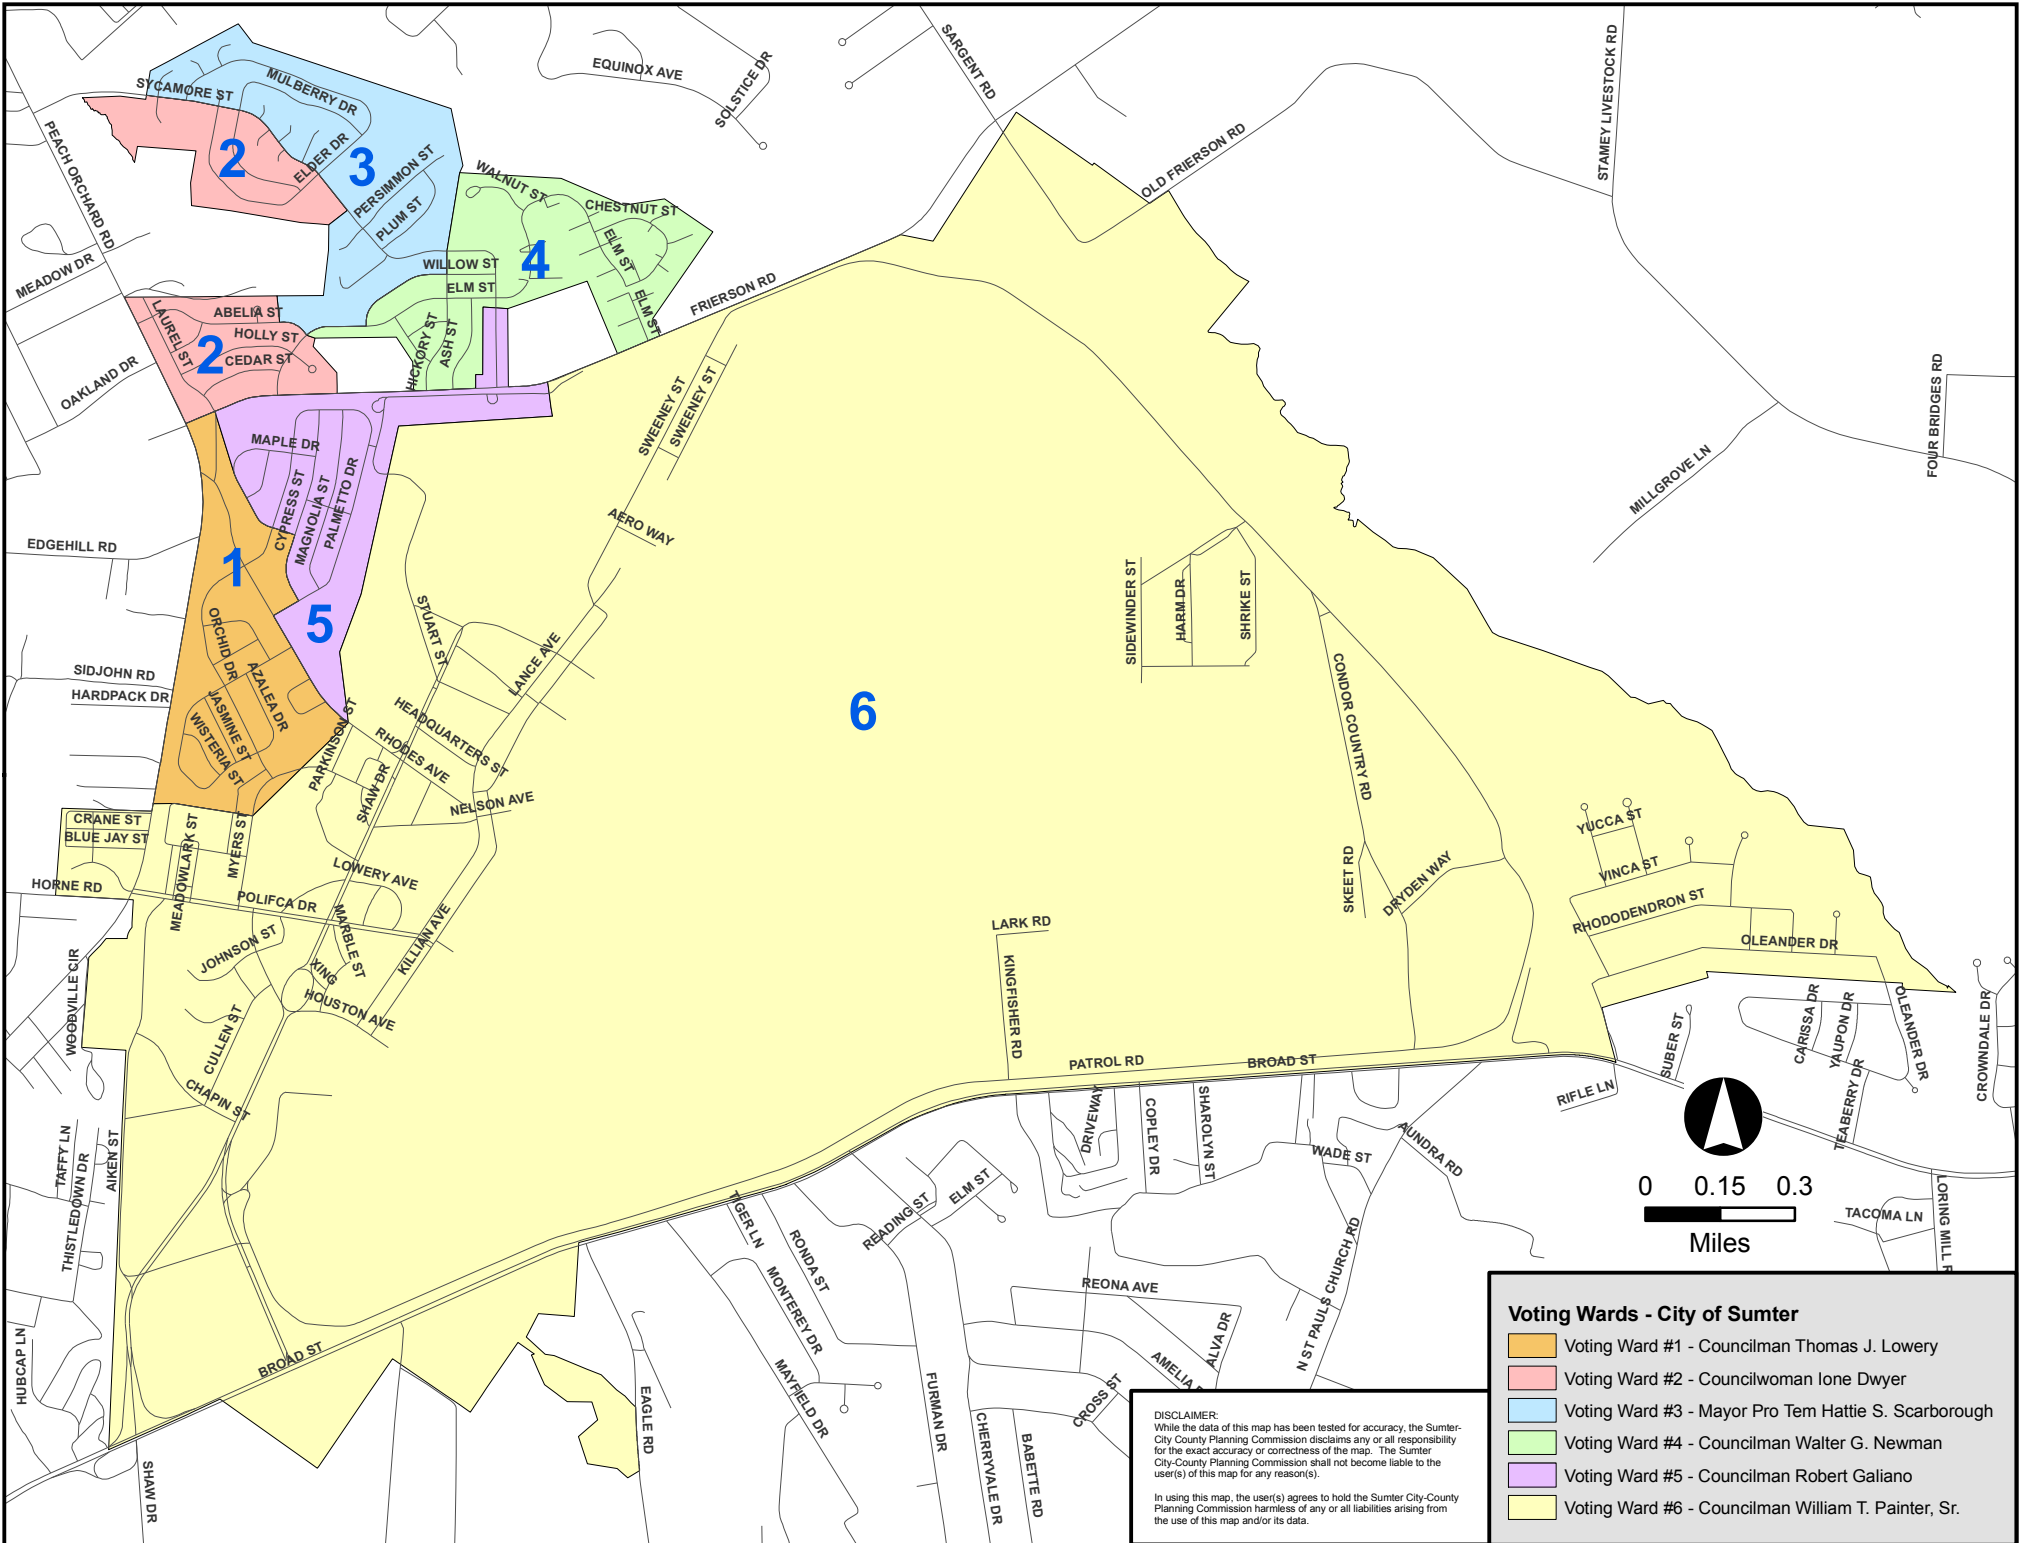 SARGENT RD
STAMEY LIVESTOCK RD
EQUINOX AVE
SOLSTICE DR
SYCAMORE ST
MULBERRY DR
PEACH ORCHARD RD
2
3
ELDER DR
PERSIMMON ST
PLUM ST
WALNUT ST
CHESTNUT ST
ELM ST
OLD FRIERSON RD
MEADOW DR
WILLOW ST
4
ELM ST
ELM ST
FRIERSON RD
LAUREL ST
ABELIA ST
HOLLY ST
2
CEDAR ST
HICKORY ST
ASH ST
OAKLAND DR
SWEENEY ST
SWEENEY ST
FOUR BRIDGES RD
MILLGROVE LN
MAPLE DR
CYPRESS ST
MAGNOLIA ST
PALMETTO DR
AERO WAY
EDGEHILL RD
1
5
ORCHID DR
AZALEA DR
STUART ST
LANCE AVE
SIDEWINDER ST
HARM DR
SHRIKE ST
SIDJOHN RD
HARDPACK DR
JASMINE ST
WISTERIA ST
PARKINSON ST
HEADQUARTERS ST
RHODES AVE
6
CONDOR COUNTRY RD
SHAW DR
NELSON AVE
CRANE ST
BLUE JAY ST
MEADOWLARK ST
MYERS ST
YUCCA ST
VINCA ST
HORNE RD
LOWERY AVE
POLIFCA DR
MARBLE ST
KILLIAN AVE
SKEET RD
DRYDEN WAY
RHODODENDRON ST
OLEANDER DR
LARK RD
KINGFISHER RD
JOHNSON ST
XING
HOUSTON AVE
WOODVILLE CIR
CULLEN ST
CHAPIN ST
PATROL RD
BROAD ST
SUBER ST
CARISSA DR
YAUPON DR
OLEANDER DR
CROWNDALE DR
RIFLE LN
TEABERRY DR
DRIVEWAY
COPLEY DR
SHAROLYN ST
WADE ST
AUNDRA RD
TAFFY LN
THISTLEDOWN DR
AIKEN ST
TIGER LN
RONDA ST
READING ST
ELM ST
LORING MILL R
TACOMA LN
0 0.15 0.3
Miles
MONTEREY DR
REONA AVE
N ST PAULS CHURCH RD
ALVA DR
AMELIA
CROSS ST
HUBCAP LN
BROAD ST
MAYFIELD DR
EAGLE RD
FURMAN DR
CHERRYVALE DR
BABETTE RD
SHAW DR
DISCLAIMER:
While the data of this map has been tested for accuracy, the Sumter-
City County Planning Commission disclaims any or all responsibility
for the exact accuracy or correctness of the map. The Sumter
City-County Planning Commission shall not become liable to the
user(s) of this map for any reason(s).
In using this map, the user(s) agrees to hold the Sumter City-County
Planning Commission harmless of any or all liabilities arising from
the use of this map and/or its data.
Voting Wards - City of Sumter
Voting Ward #1 - Councilman Thomas J. Lowery
Voting Ward #2 - Councilwoman Ione Dwyer
Voting Ward #3 - Mayor Pro Tem Hattie S. Scarborough
Voting Ward #4 - Councilman Walter G. Newman
Voting Ward #5 - Councilman Robert Galiano
Voting Ward #6 - Councilman William T. Painter, Sr.